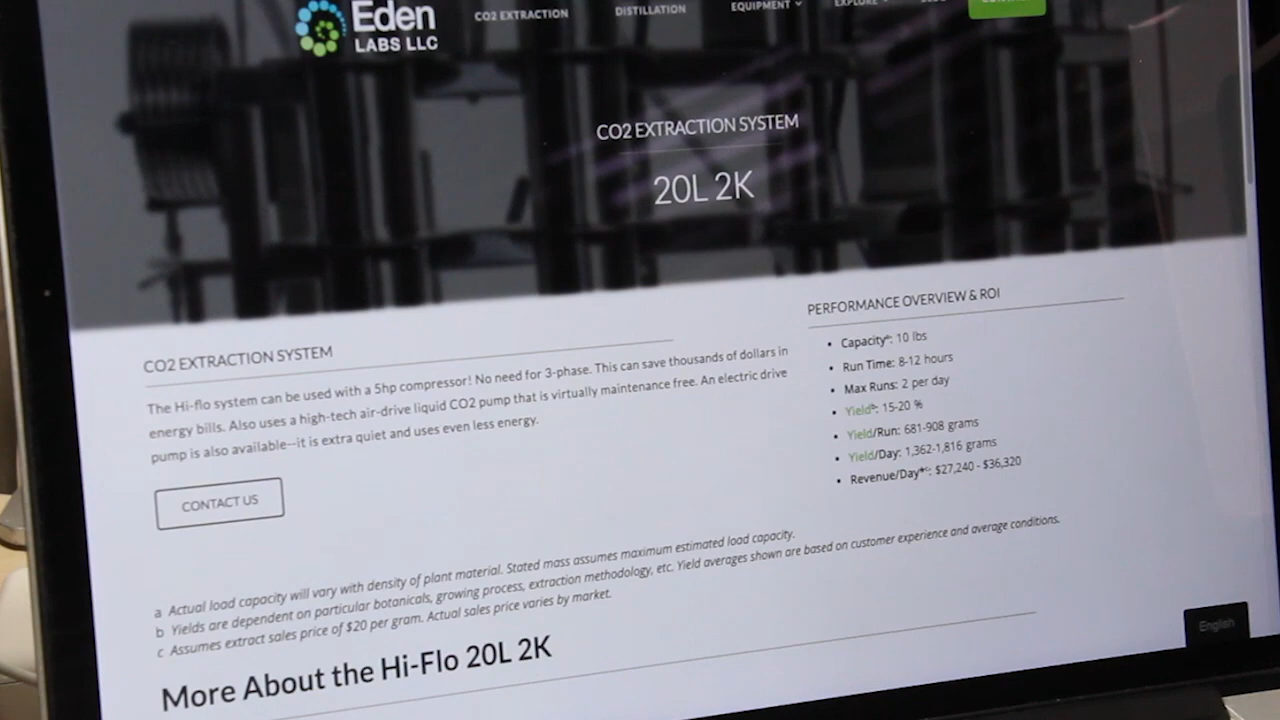 Eden
LABS LLC
CO2 EXTRACTION
DISTILLATION
EQUIPMENT
EXPLORE
CO2 EXTRACTION SYSTEM
20L 2K
CO2 EXTRACTION SYSTEM
The Hi-flo system can be used with a 5hp compressor! No need for 3-phase. This can save thousands of dollars in
energy bills. Also uses a high-tech air-drive liquid CO2 pump that is virtually maintenance free. An electric drive
pump is also available--it is extra quiet and uses even less energy.
CONTACT US
PERFORMANCE OVERVIEW & ROI
• Capacityª: 10 lbs
• Run Time: 8-12 hours
• Max Runs: 2 per day
• Yieldᵇ: 15-20 %
• Yield/Run: 681-908 grams
• Yield/Day: 1,362-1,816 grams
• Revenue/Day*ᶜ: $27,240 - $36,320
a Actual load capacity will vary with density of plant material. Stated mass assumes maximum estimated load capacity.
b Yields are dependent on particular botanicals, growing process, extraction methodology, etc. Yield averages shown are based on customer experience and average conditions.
c Assumes extract sales price of $20 per gram. Actual sales price varies by market.
More About the Hi-Flo 20L 2K
English